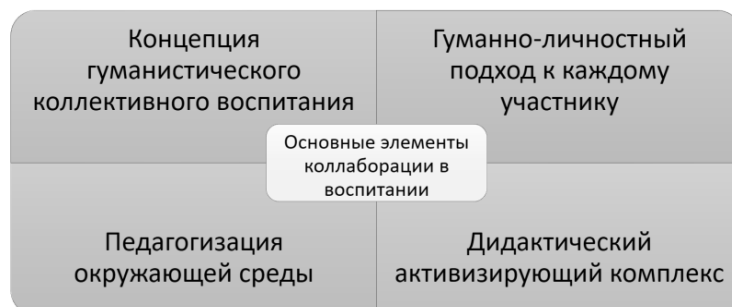 Концепция
гуманистического
коллективного воспитания
Гуманно-личностный
подход к каждому
участнику
Основные элементы
коллаборации в
воспитании
Педагогизация
окружающей среды
Дидактический
активизирующий комплекс